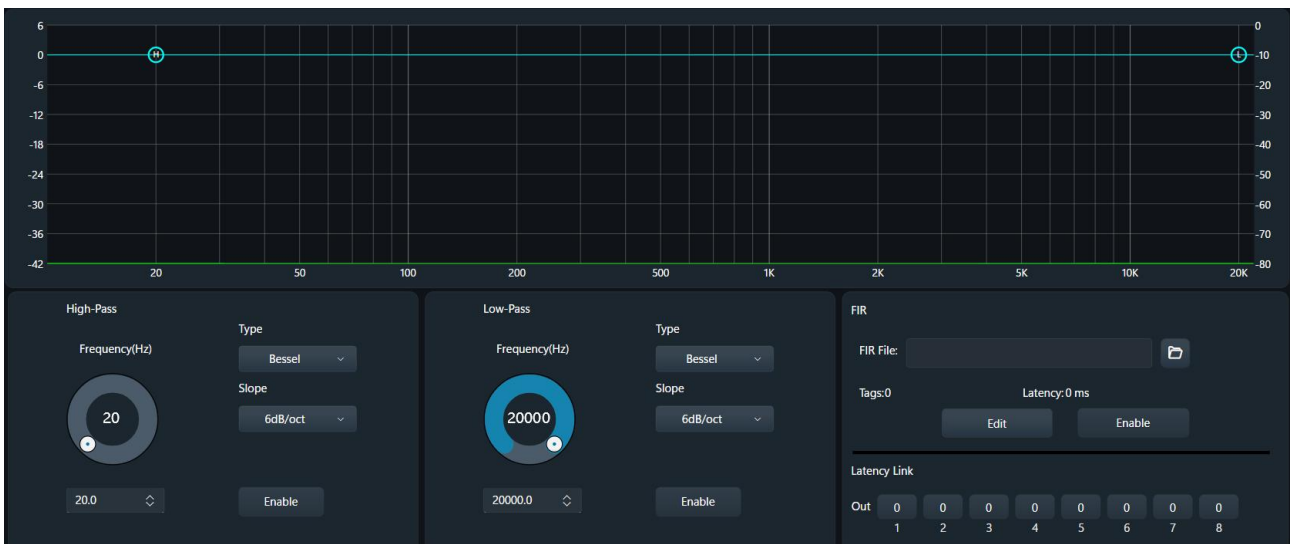 6 0
0 H L -10
-6 -20
-12 -30
-18 -40
-24 -50
-30 -60
-36 -70
-42 -80
20 50 100 200 500 1K 2K 5K 10K 20K
High-Pass
Type
Frequency(Hz)
Bessel
Slope
20
6dB/oct
20.0
Enable
Low-Pass
Type
Frequency(Hz)
Bessel
Slope
20000
6dB/oct
20000.0
Enable
FIR
FIR File:
Tags:0 Latency:0 ms
Edit Enable
Latency Link
Out 0 0 0 0 0 0 0 0
1 2 3 4 5 6 7 8